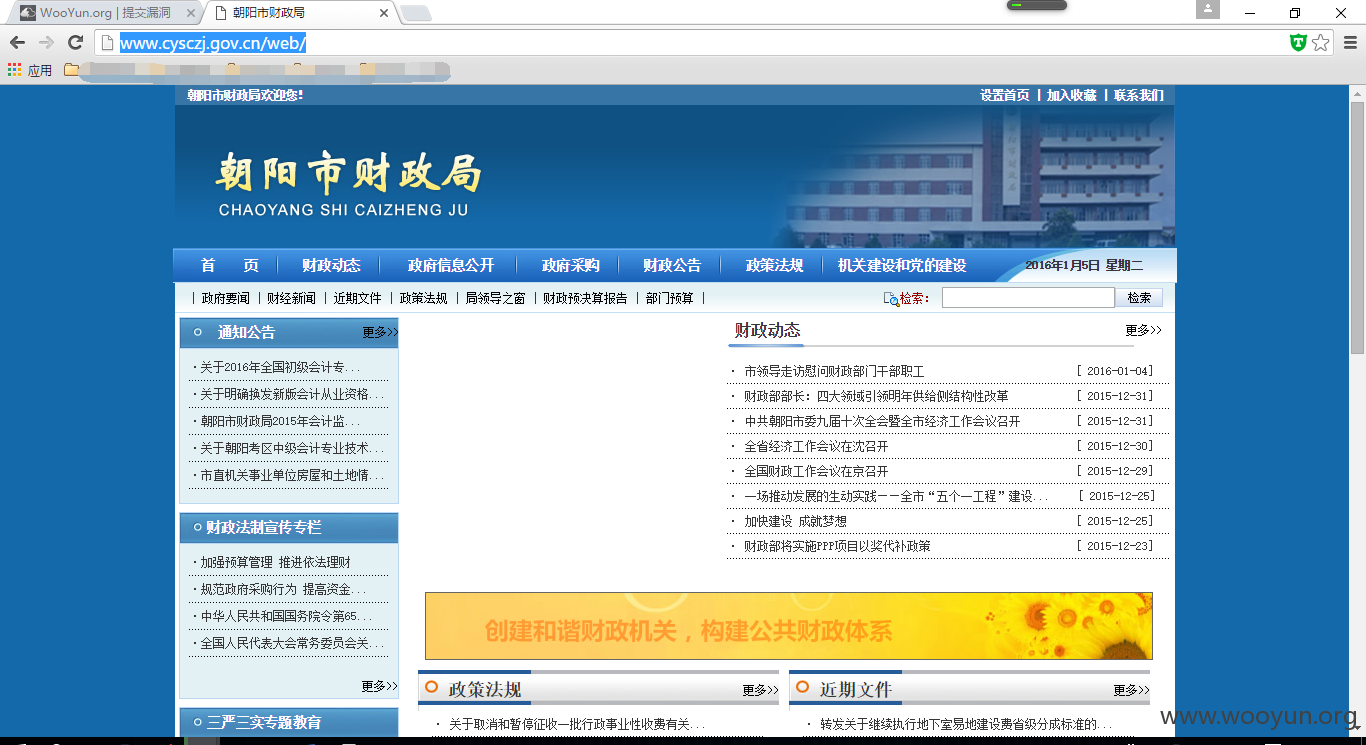 WooYun.org | 提交漏洞
朝阳市财政局
www.cysczj.gov.cn/web/
应用
朝阳市财政局欢迎您!
设置首页 | 加入收藏 | 联系我们
朝阳市财政局
CHAOYANG SHI CAIZHENG JU
首 页 财政动态 政府信息公开 政府采购 财政公告 政策法规 机关建设和党的建设 2016年1月5日 星期二
| 政府要闻 | 财经新闻 | 近期文件 | 政策法规 | 局领导之窗 | 财政预决算报告 | 部门预算 |
检索: 检索
通知公告 更多>>
·关于2016年全国初级会计专...
·关于明确换发新版会计从业资格...
·朝阳市财政局2015年会计监...
·关于朝阳考区中级会计专业技术...
·市直机关事业单位房屋和土地情...
财政法制宣传专栏
·加强预算管理 推进依法理财
·规范政府采购行为 提高资金...
·中华人民共和国国务院令第65...
·全国人民代表大会常务委员会关...
更多>>
三严三实专题教育
财政动态 更多>>
· 市领导走访慰问财政部门干部职工 [ 2016-01-04]
· 财政部部长：四大领域引领明年供给侧结构性改革 [ 2015-12-31]
· 中共朝阳市委九届十次全会暨全市经济工作会议召开 [ 2015-12-31]
· 全省经济工作会议在沈召开 [ 2015-12-30]
· 全国财政工作会议在京召开 [ 2015-12-29]
· 一场推动发展的生动实践——全市“五个一工程”建设... [ 2015-12-25]
· 加快建设 成就梦想 [ 2015-12-25]
· 财政部将实施PPP项目以奖代补政策 [ 2015-12-23]
创建和谐财政机关，构建公共财政体系
政策法规 更多>>
· 关于取消和暂停征收一批行政事业性收费有关...
近期文件 更多>>
· 转发关于继续执行地下室易地建设费省级分成标准的...
www.wooyun.org